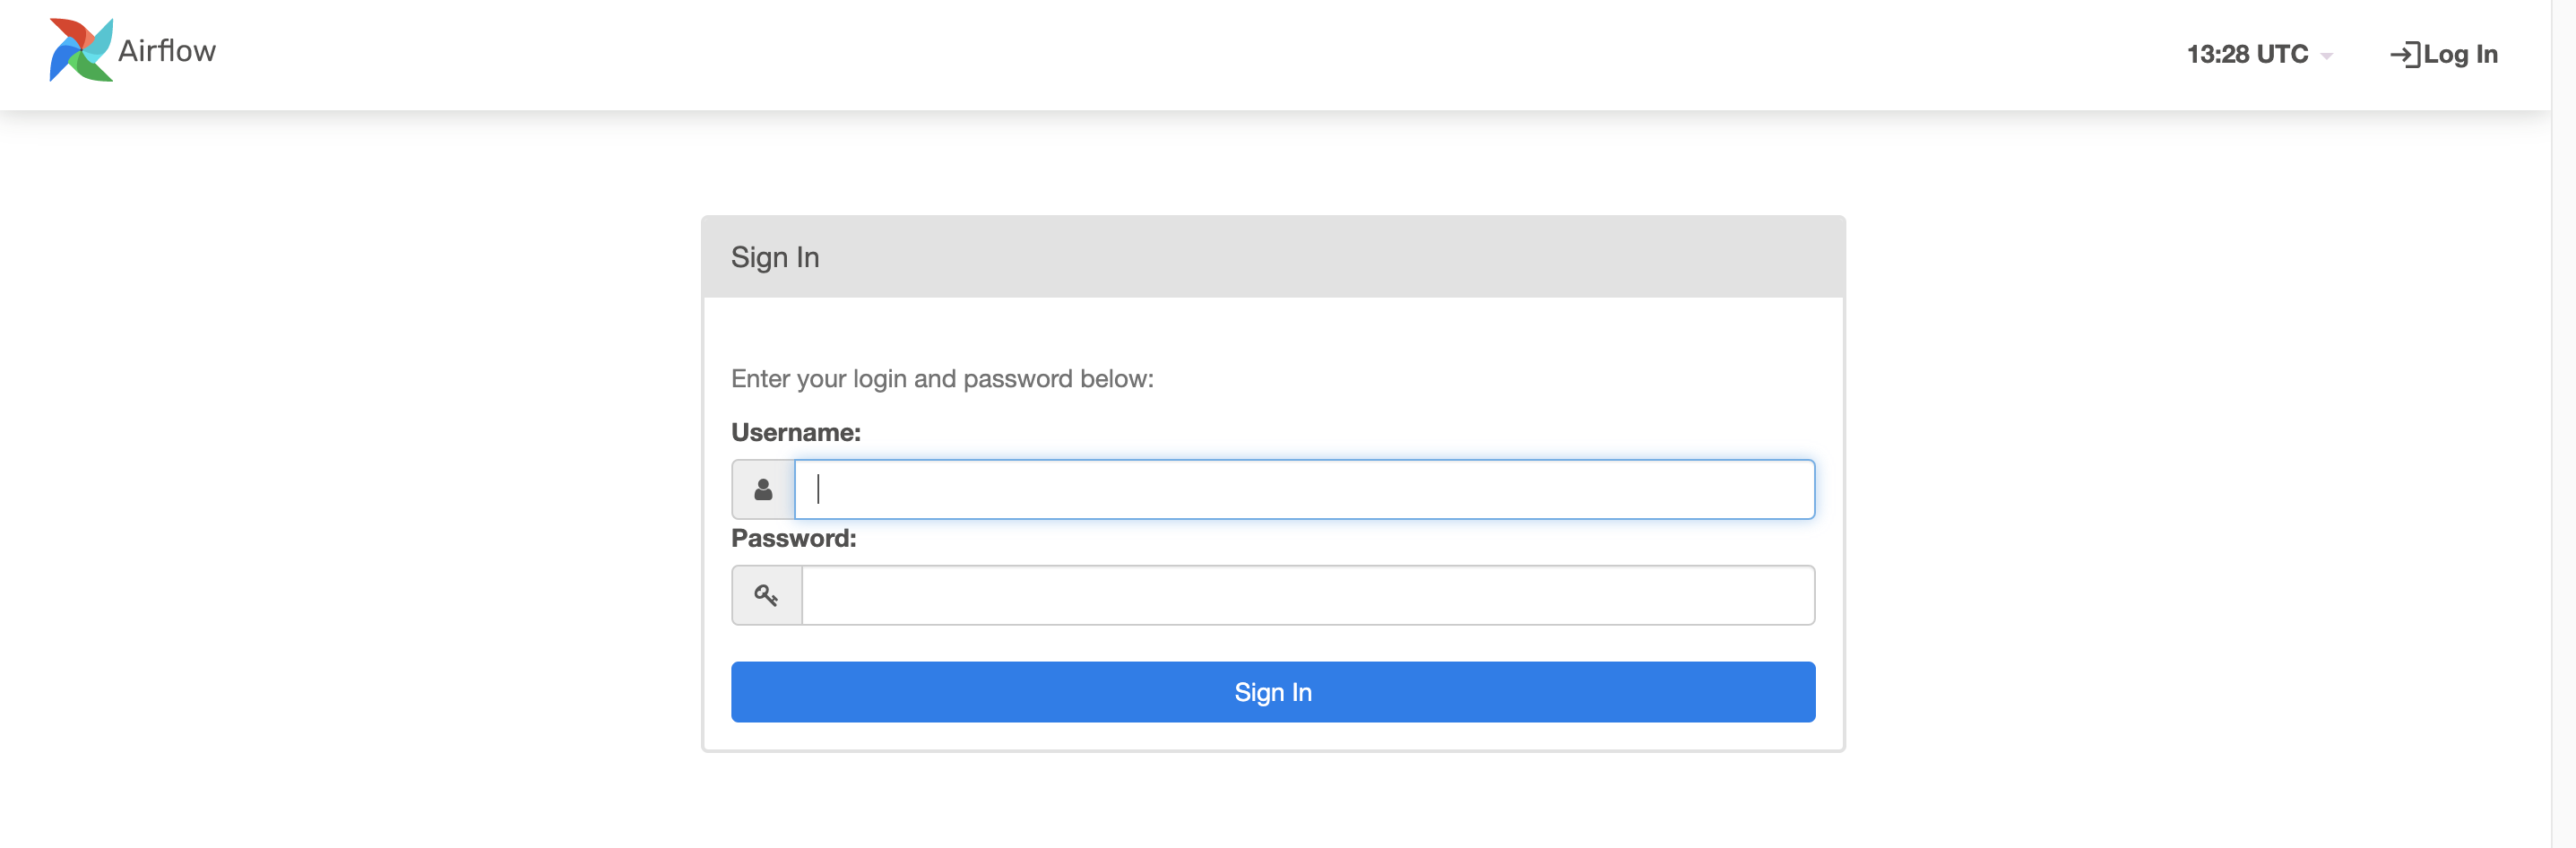 Airflow
13:28 UTC
Log In
Sign In
Enter your login and password below:
Username:
Password:
Sign In